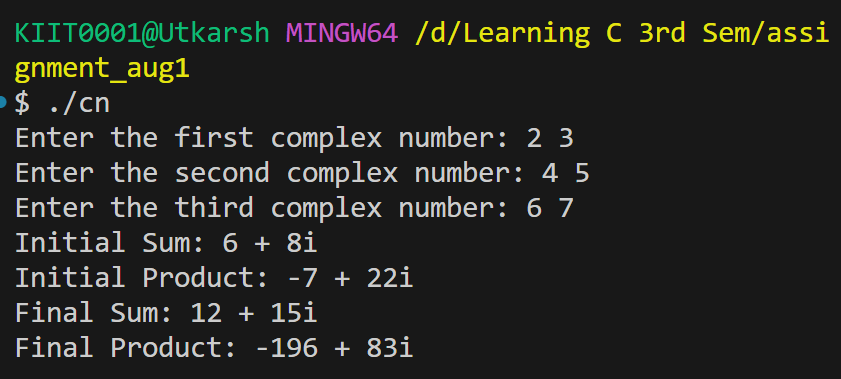 KIIT0001@Utkarsh MINGW64 /d/Learning C 3rd Sem/assi
gnment_aug1
$ ./cn
Enter the first complex number: 2 3
Enter the second complex number: 4 5
Enter the third complex number: 6 7
Initial Sum: 6 + 8i
Initial Product: -7 + 22i
Final Sum: 12 + 15i
Final Product: -196 + 83i